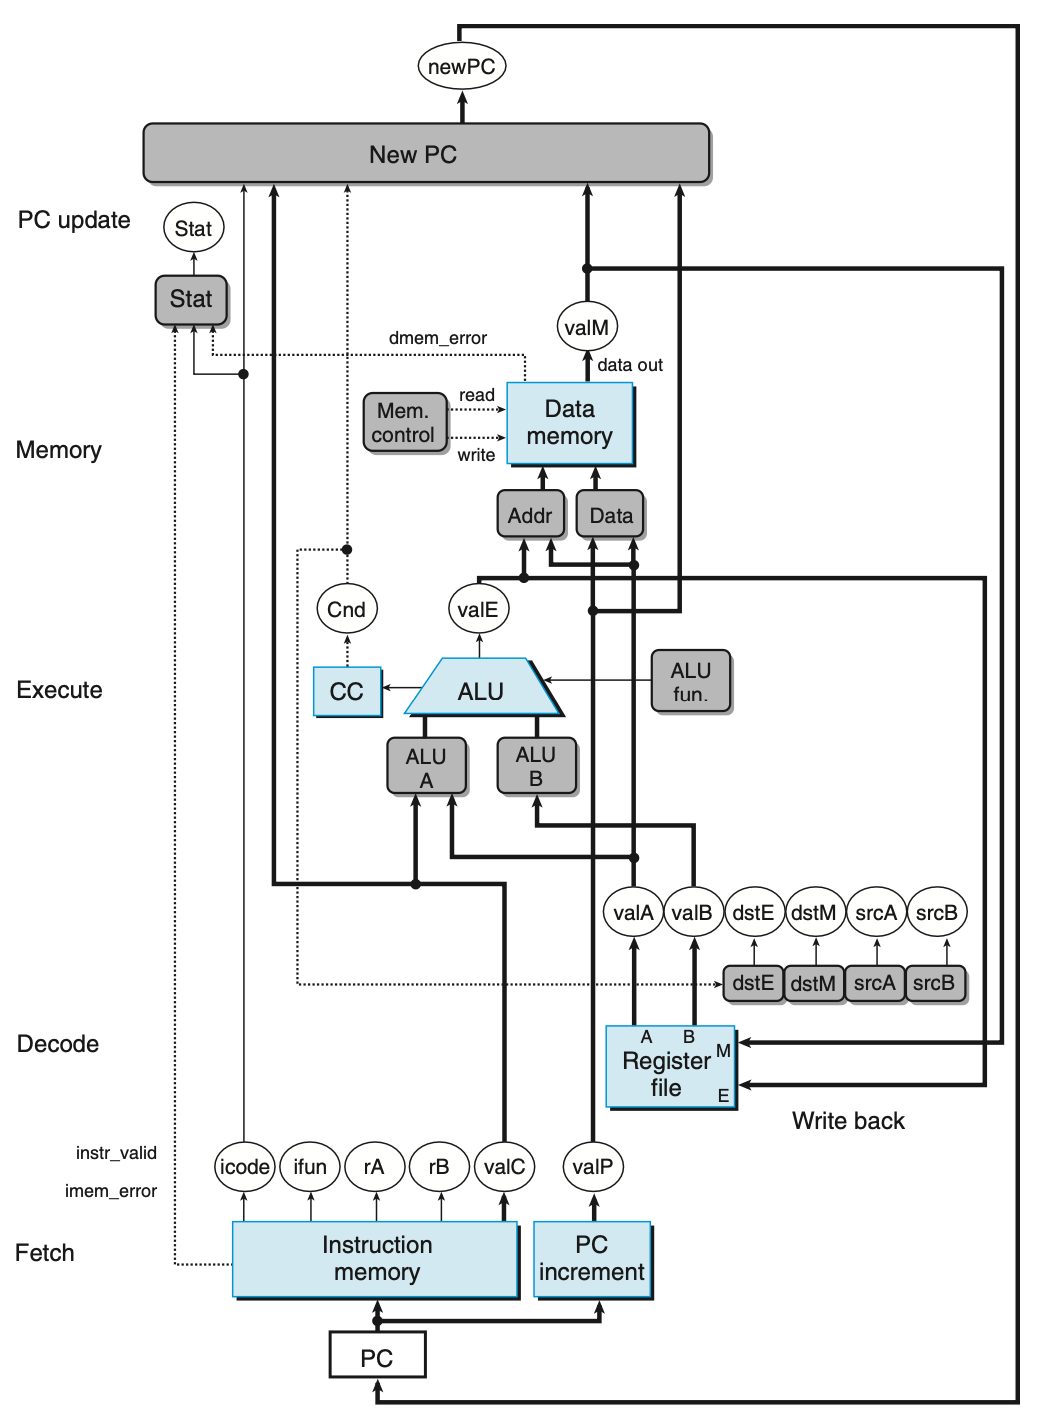 newPC
New PC
PC update
Stat
Stat
valM
dmem_error
data out
read
Mem.
control
Data
memory
Memory
write
Addr
Data
Cnd
valE
Execute
CC
ALU
ALU
fun.
ALU
A
ALU
B
valA
valB
dstE
dstM
srcA
srcB
dstE
dstM
srcA
srcB
Decode
A
B
M
Register
file
E
Write back
instr_valid
imem_error
icode
ifun
rA
rB
valC
valP
Fetch
Instruction
memory
PC
increment
PC